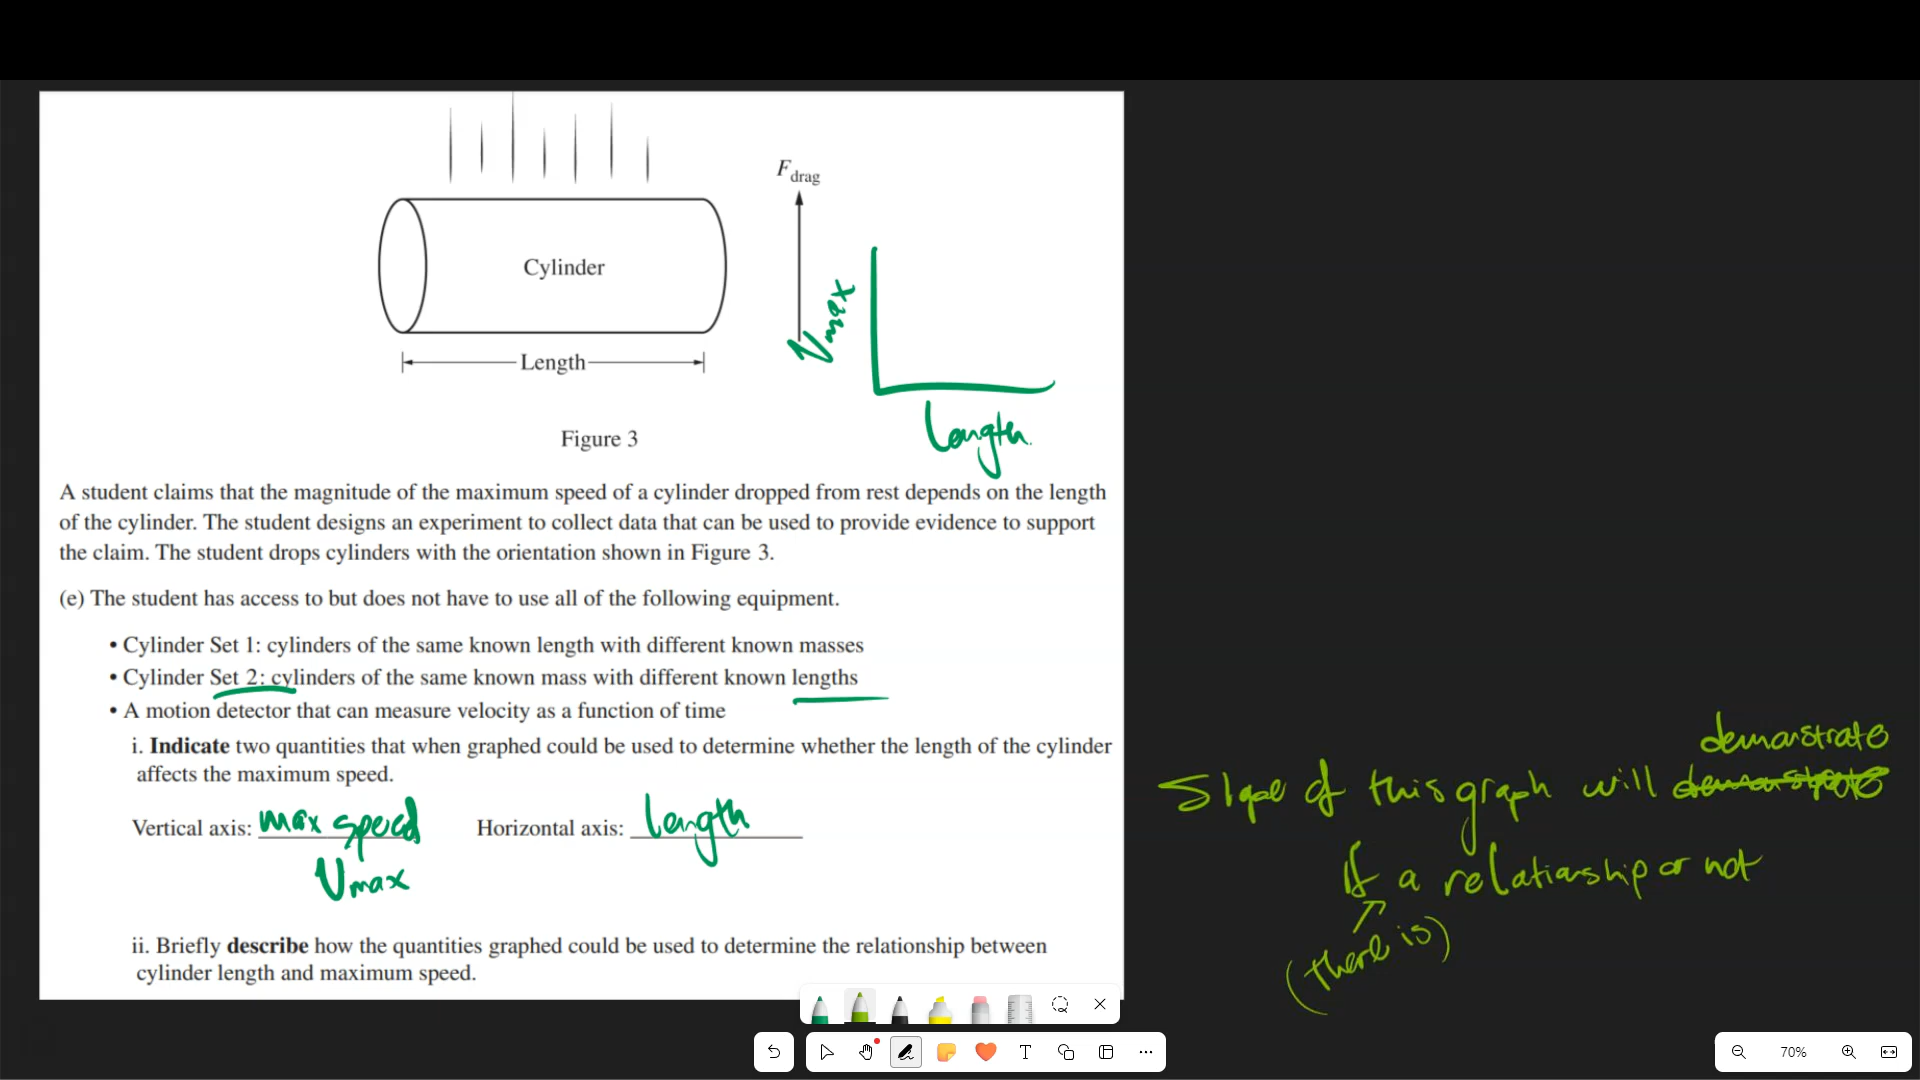 F drag
Cylinder
Vmax
Length
Length
Figure 3
A student claims that the magnitude of the maximum speed of a cylinder dropped from rest depends on the length
of the cylinder. The student designs an experiment to collect data that can be used to provide evidence to support
the claim. The student drops cylinders with the orientation shown in Figure 3.
(e) The student has access to but does not have to use all of the following equipment.
• Cylinder Set 1: cylinders of the same known length with different known masses
• Cylinder Set 2: cylinders of the same known mass with different known lengths
• A motion detector that can measure velocity as a function of time
i. Indicate two quantities that when graphed could be used to determine whether the length of the cylinder
affects the maximum speed.
Vertical axis: max speed Horizontal axis: length
Vmax
ii. Briefly describe how the quantities graphed could be used to determine the relationship between
cylinder length and maximum speed.
demonstrate
Slope of this graph will
If a relationship or not
(there is)
T
70%